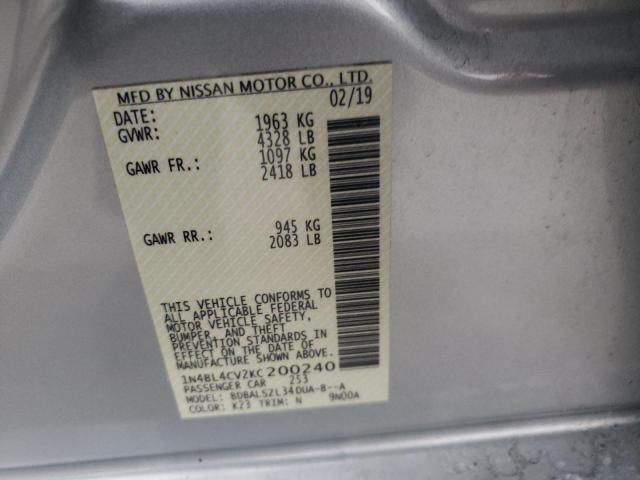 MFD BY NISSAN MOTOR CO., LTD.
DATE: 02/19
GVWR: 1963 KG
4328 LB
GAWR FR.: 1097 KG
2418 LB
GAWR RR.: 945 KG
2083 LB
THIS VEHICLE CONFORMS TO
ALL APPLICABLE FEDERAL
MOTOR VEHICLE SAFETY,
BUMPER, AND THEFT
PREVENTION STANDARDS IN
EFFECT ON THE DATE OF
MANUFACTURE SHOWN ABOVE.
1N4BL4CV2KC200240
PASSENGER CAR 253
MODEL: BDBALSZL34DUA-B--A
COLOR: K23 TRIM: N 9N00A